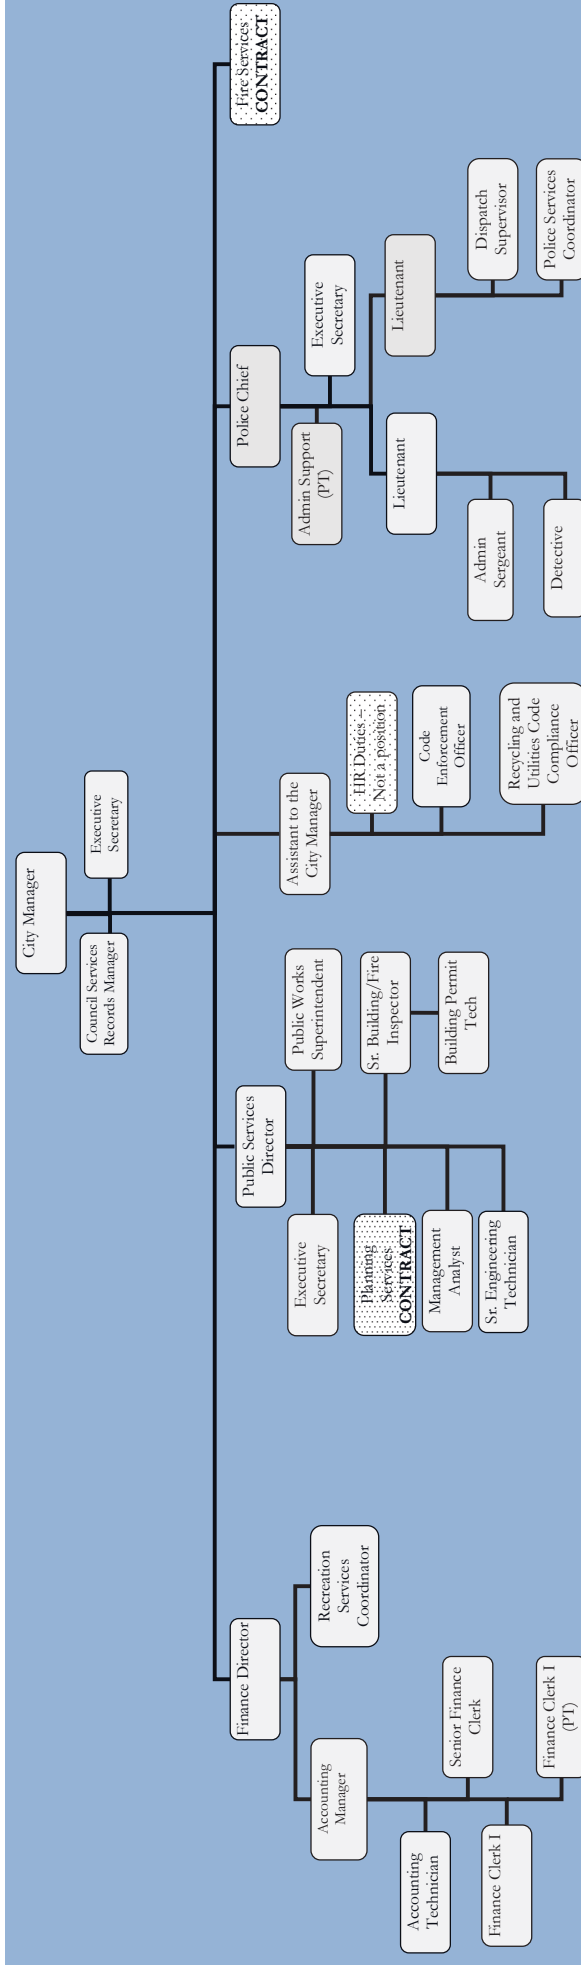 City Manager
Council Services
Records Manager
Executive
Secretary
Finance Director
Accounting
Manager
Recreation
Services
Coordinator
Accounting
Technician
Senior Finance
Clerk
Finance Clerk I
Finance Clerk I
(PT)
Public Services
Director
Executive
Secretary
Public Works
Superintendent
Planning
Services
CONTRACT
Sr. Building/Fire
Inspector
Management
Analyst
Building Permit
Tech
Sr. Engineering
Technician
Assistant to the
City Manager
HR Duties –
Not a position
Code
Enforcement
Officer
Recycling and
Utilities Code
Compliance
Officer
Police Chief
Admin Support
(PT)
Executive
Secretary
Lieutenant
Lieutenant
Admin
Sergeant
Detective
Dispatch
Supervisor
Police Services
Coordinator
Fire Services
CONTRACT